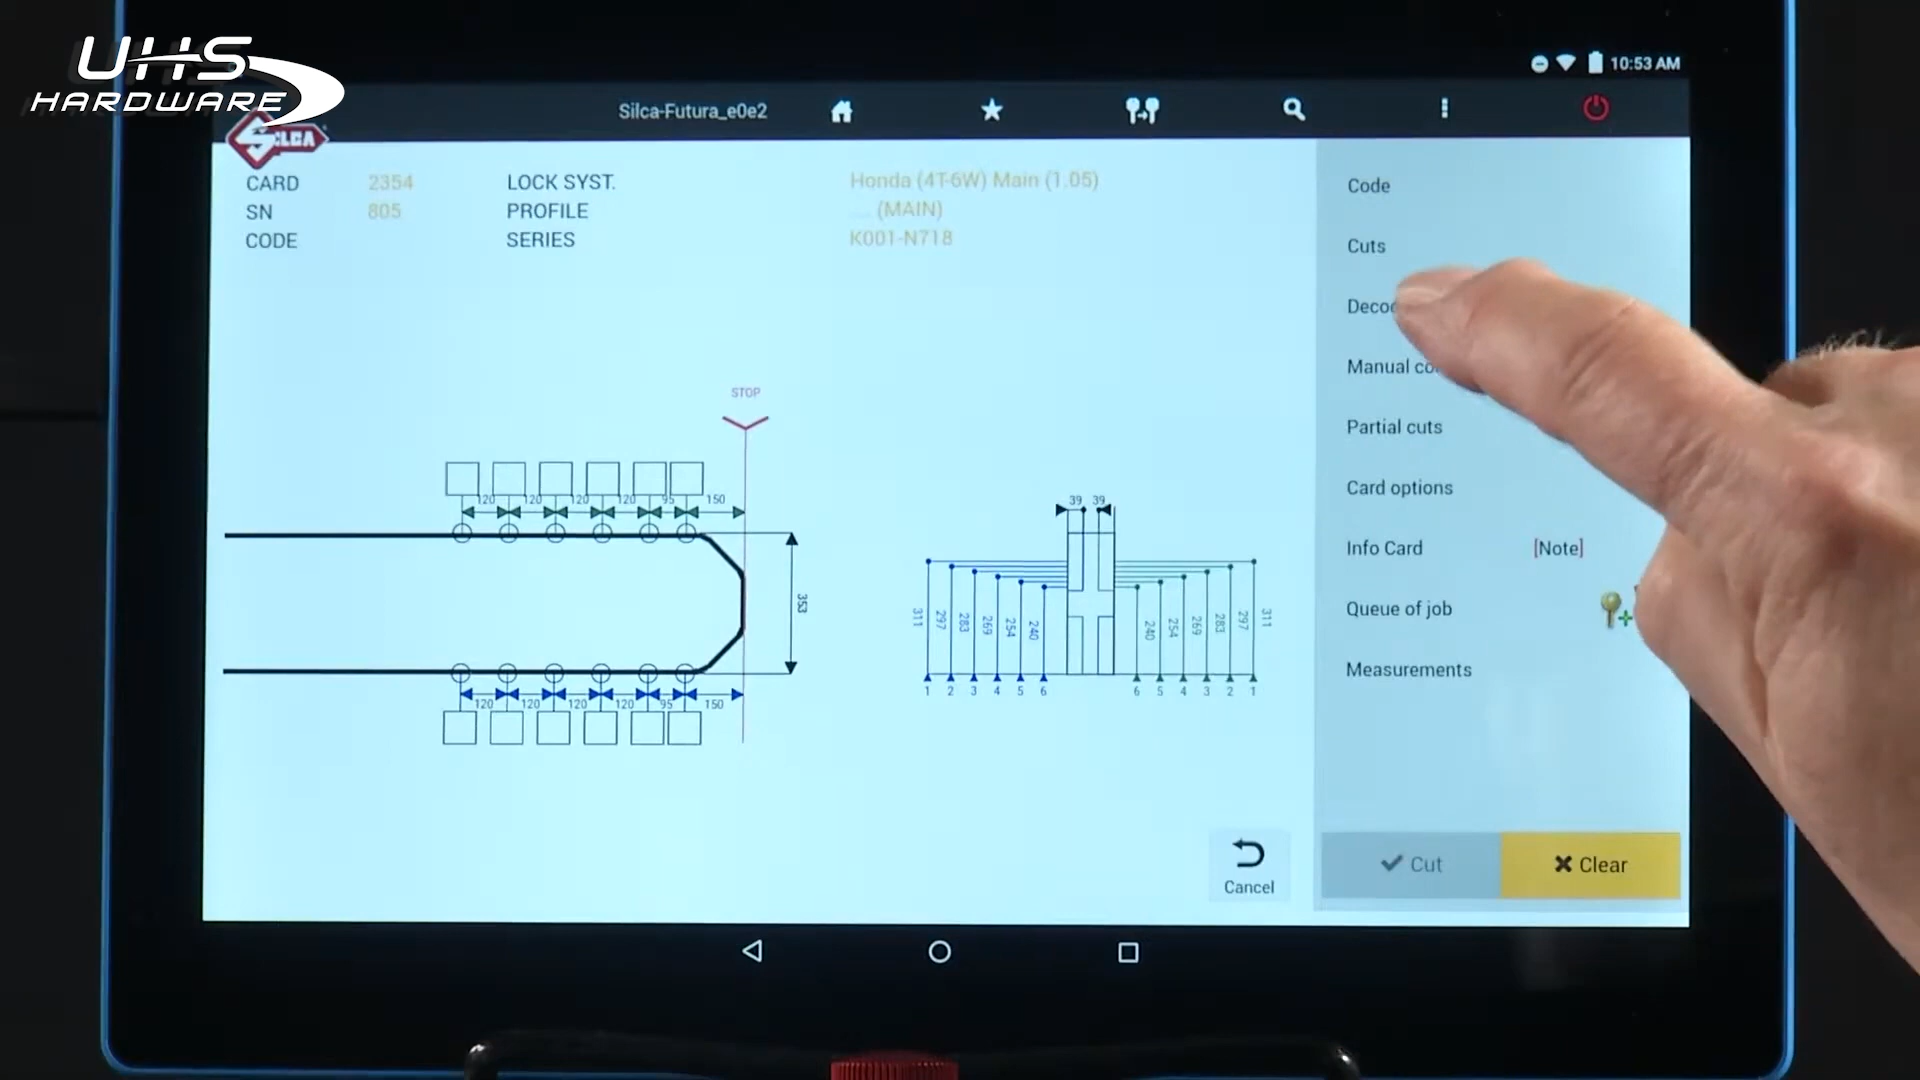 UHS
HARDWARE
10:53 AM
SILCA
Silca-Futura_e0e2
CARD 2354 LOCK SYST. Honda (4T-6W) Main (1.05)
SN 805 PROFILE .... (MAIN)
CODE SERIES K001-N718
Code
Cuts
Manual
Partial cuts
Card options
Info Card [Note]
Queue of job
Measurements
STOP
120 120 120 120 95 150
353
120 120 120 120 95 150
39 39
311 297 283 269 254 240 240 254 269 283 297 311
1 2 3 4 5 6 6 5 4 3 2 1
Cancel
Cut
Clear